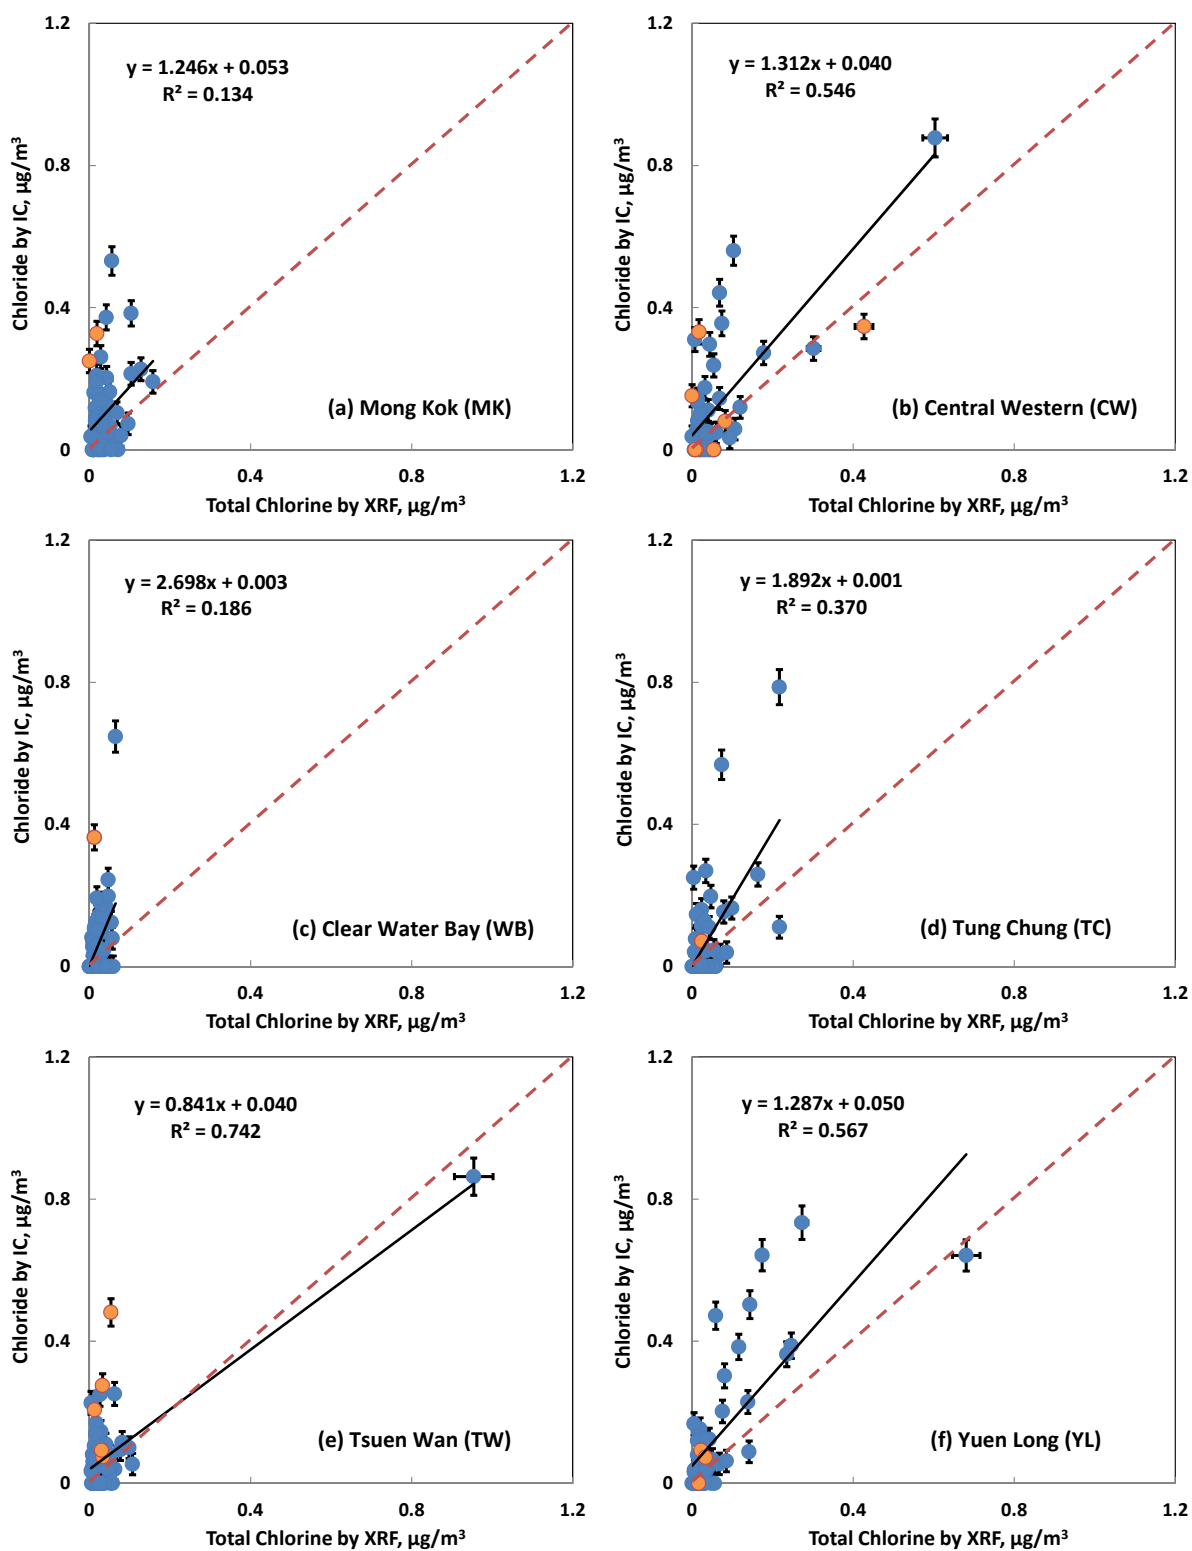 1.2
y = 1.246x + 0.053
R² = 0.134
0.8
0.4
0
Chloride by IC, µg/m³
(a) Mong Kok (MK)
0 0.4 0.8 1.2
Total Chlorine by XRF, µg/m³
1.2
y = 1.312x + 0.040
R² = 0.546
0.8
0.4
0
Chloride by IC, µg/m³
(b) Central Western (CW)
0 0.4 0.8 1.2
Total Chlorine by XRF, µg/m³
1.2
y = 2.698x + 0.003
R² = 0.186
0.8
0.4
0
Chloride by IC, µg/m³
(c) Clear Water Bay (WB)
0 0.4 0.8 1.2
Total Chlorine by XRF, µg/m³
1.2
y = 1.892x + 0.001
R² = 0.370
0.8
0.4
0
Chloride by IC, µg/m³
(d) Tung Chung (TC)
0 0.4 0.8 1.2
Total Chlorine by XRF, µg/m³
1.2
y = 0.841x + 0.040
R² = 0.742
0.8
0.4
0
Chloride by IC, µg/m³
(e) Tsuen Wan (TW)
0 0.4 0.8 1.2
Total Chlorine by XRF, µg/m³
1.2
y = 1.287x + 0.050
R² = 0.567
0.8
0.4
0
Chloride by IC, µg/m³
(f) Yuen Long (YL)
0 0.4 0.8 1.2
Total Chlorine by XRF, µg/m³